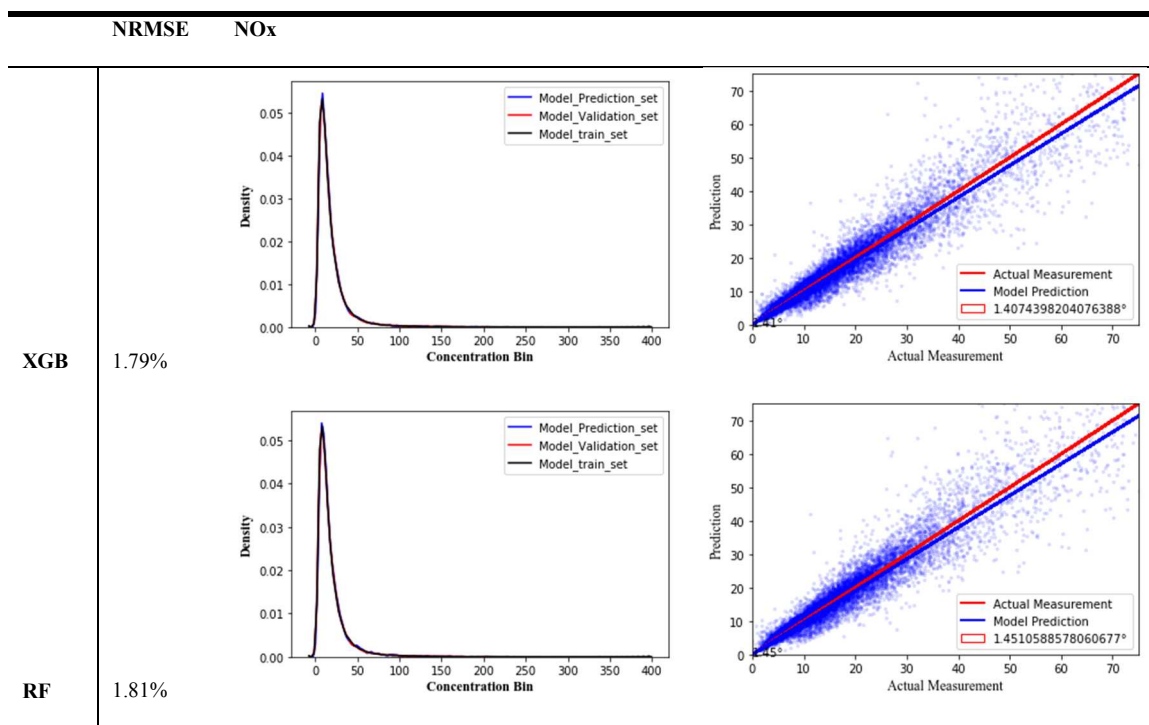 NRMSE NOx
0.05
0.04
0.03
0.02
0.01
0.00
Density
0 50 100 150 200 250 300 350 400
Concentration Bin
Model_Prediction_set
Model_Validation_set
Model_train_set
70
60
50
40
30
20
10
0
Prediction
0 10 20 30 40 50 60 70
Actual Measurement
Actual Measurement
Model Prediction
1.4074398204076388°
XGB 1.79%
0.05
0.04
0.03
0.02
0.01
0.00
Density
0 50 100 150 200 250 300 350 400
Concentration Bin
Model_Prediction_set
Model_Validation_set
Model_train_set
70
60
50
40
30
20
10
0
Prediction
0 10 20 30 40 50 60 70
Actual Measurement
Actual Measurement
Model Prediction
1.4510588578060677°
RF 1.81%